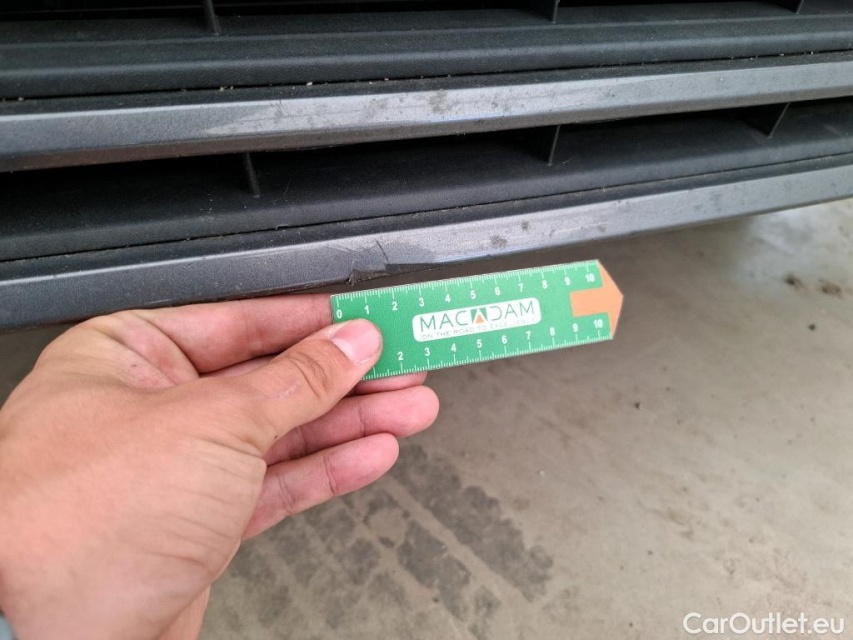 0 1 2 3 4 5 6 7 8 9 10
MACADAM
ON THE ROAD TO EXCELLENCE
2 3 4 5 6 7 8 9 10
CarOutlet.eu